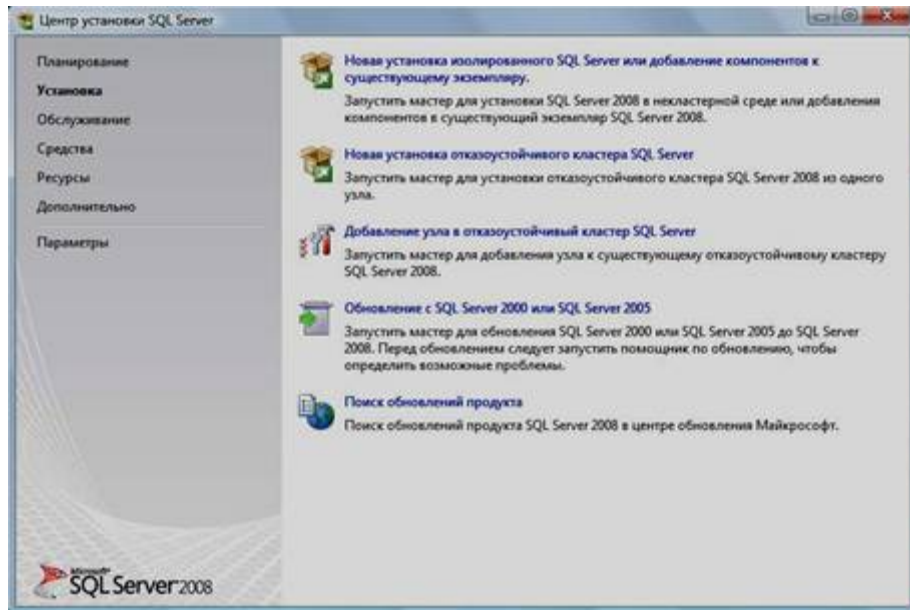 Центр установки SQL Server
Планирование
Установка
Обслуживание
Средства
Ресурсы
Дополнительно
Параметры
Новая установка изолированного SQL Server или добавление компонентов к
существующему экземпляру.
Запустить мастер для установки SQL Server 2008 в некластерной среде или добавления
компонентов в существующий экземпляр SQL Server 2008.
Новая установка отказоустойчивого кластера SQL Server
Запустить мастер для установки отказоустойчивого кластера SQL Server 2008 из одного
узла.
Добавление узла в отказоустойчивый кластер SQL Server
Запустить мастер для добавления узла к существующему отказоустойчивому кластеру
SQL Server 2008.
Обновление с SQL Server 2000 или SQL Server 2005
Запустить мастер для обновления SQL Server 2000 или SQL Server 2005 до SQL Server
2008. Перед обновлением следует запустить помощник по обновлению, чтобы
определить возможные проблемы.
Поиск обновлений продукта
Поиск обновлений продукта SQL Server 2008 в центре обновления Майкрософт.
Microsoft
SQL Server 2008